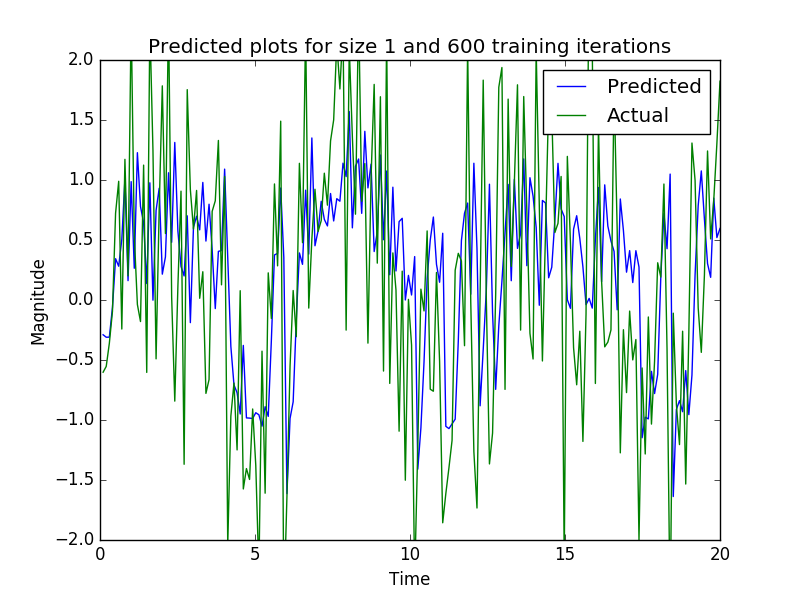 Predicted plots for size 1 and 600 training iterations
2.0
1.5
1.0
0.5
0.0
−0.5
−1.0
−1.5
−2.0
Magnitude
Predicted
Actual
0
5
10
15
20
Time